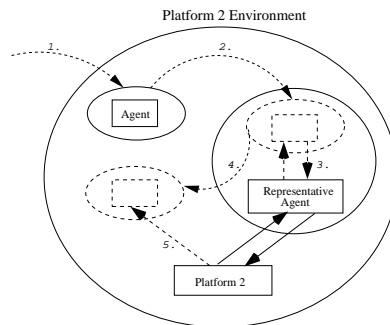 Platform 2 Environment
1.
2.
Agent
4.
3.
Representative
Agent
5.
Platform 2